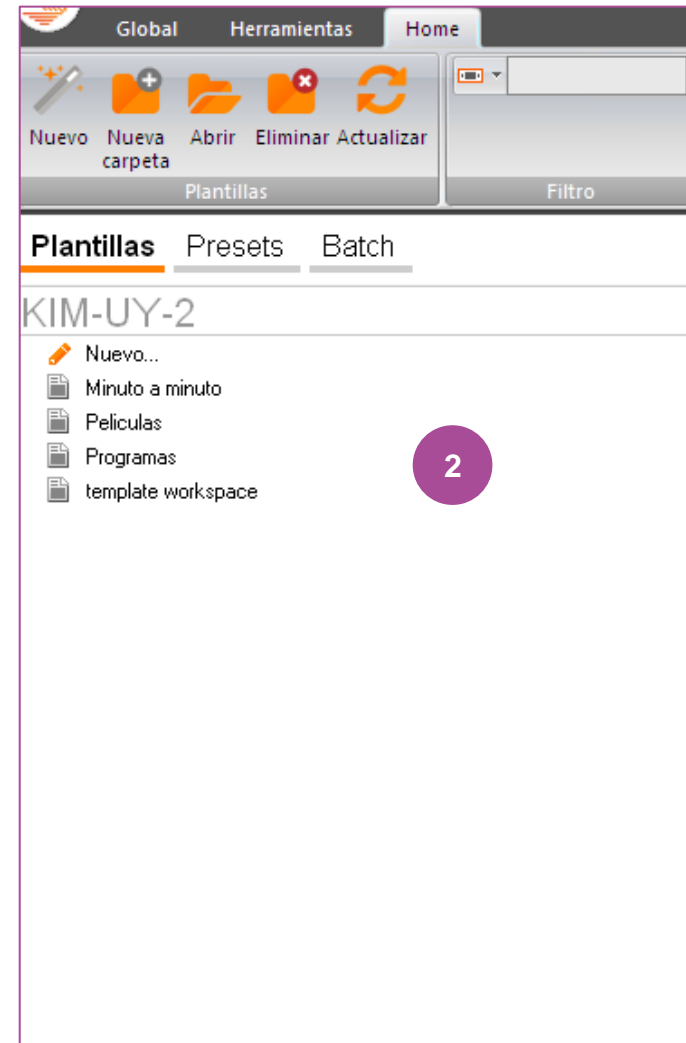 Global Herramientas Home
Nuevo Nueva carpeta Abrir Eliminar Actualizar
Plantillas Filtro
Plantillas Presets Batch
KIM-UY-2
Nuevo...
Minuto a minuto
Peliculas
Programas
2
template workspace